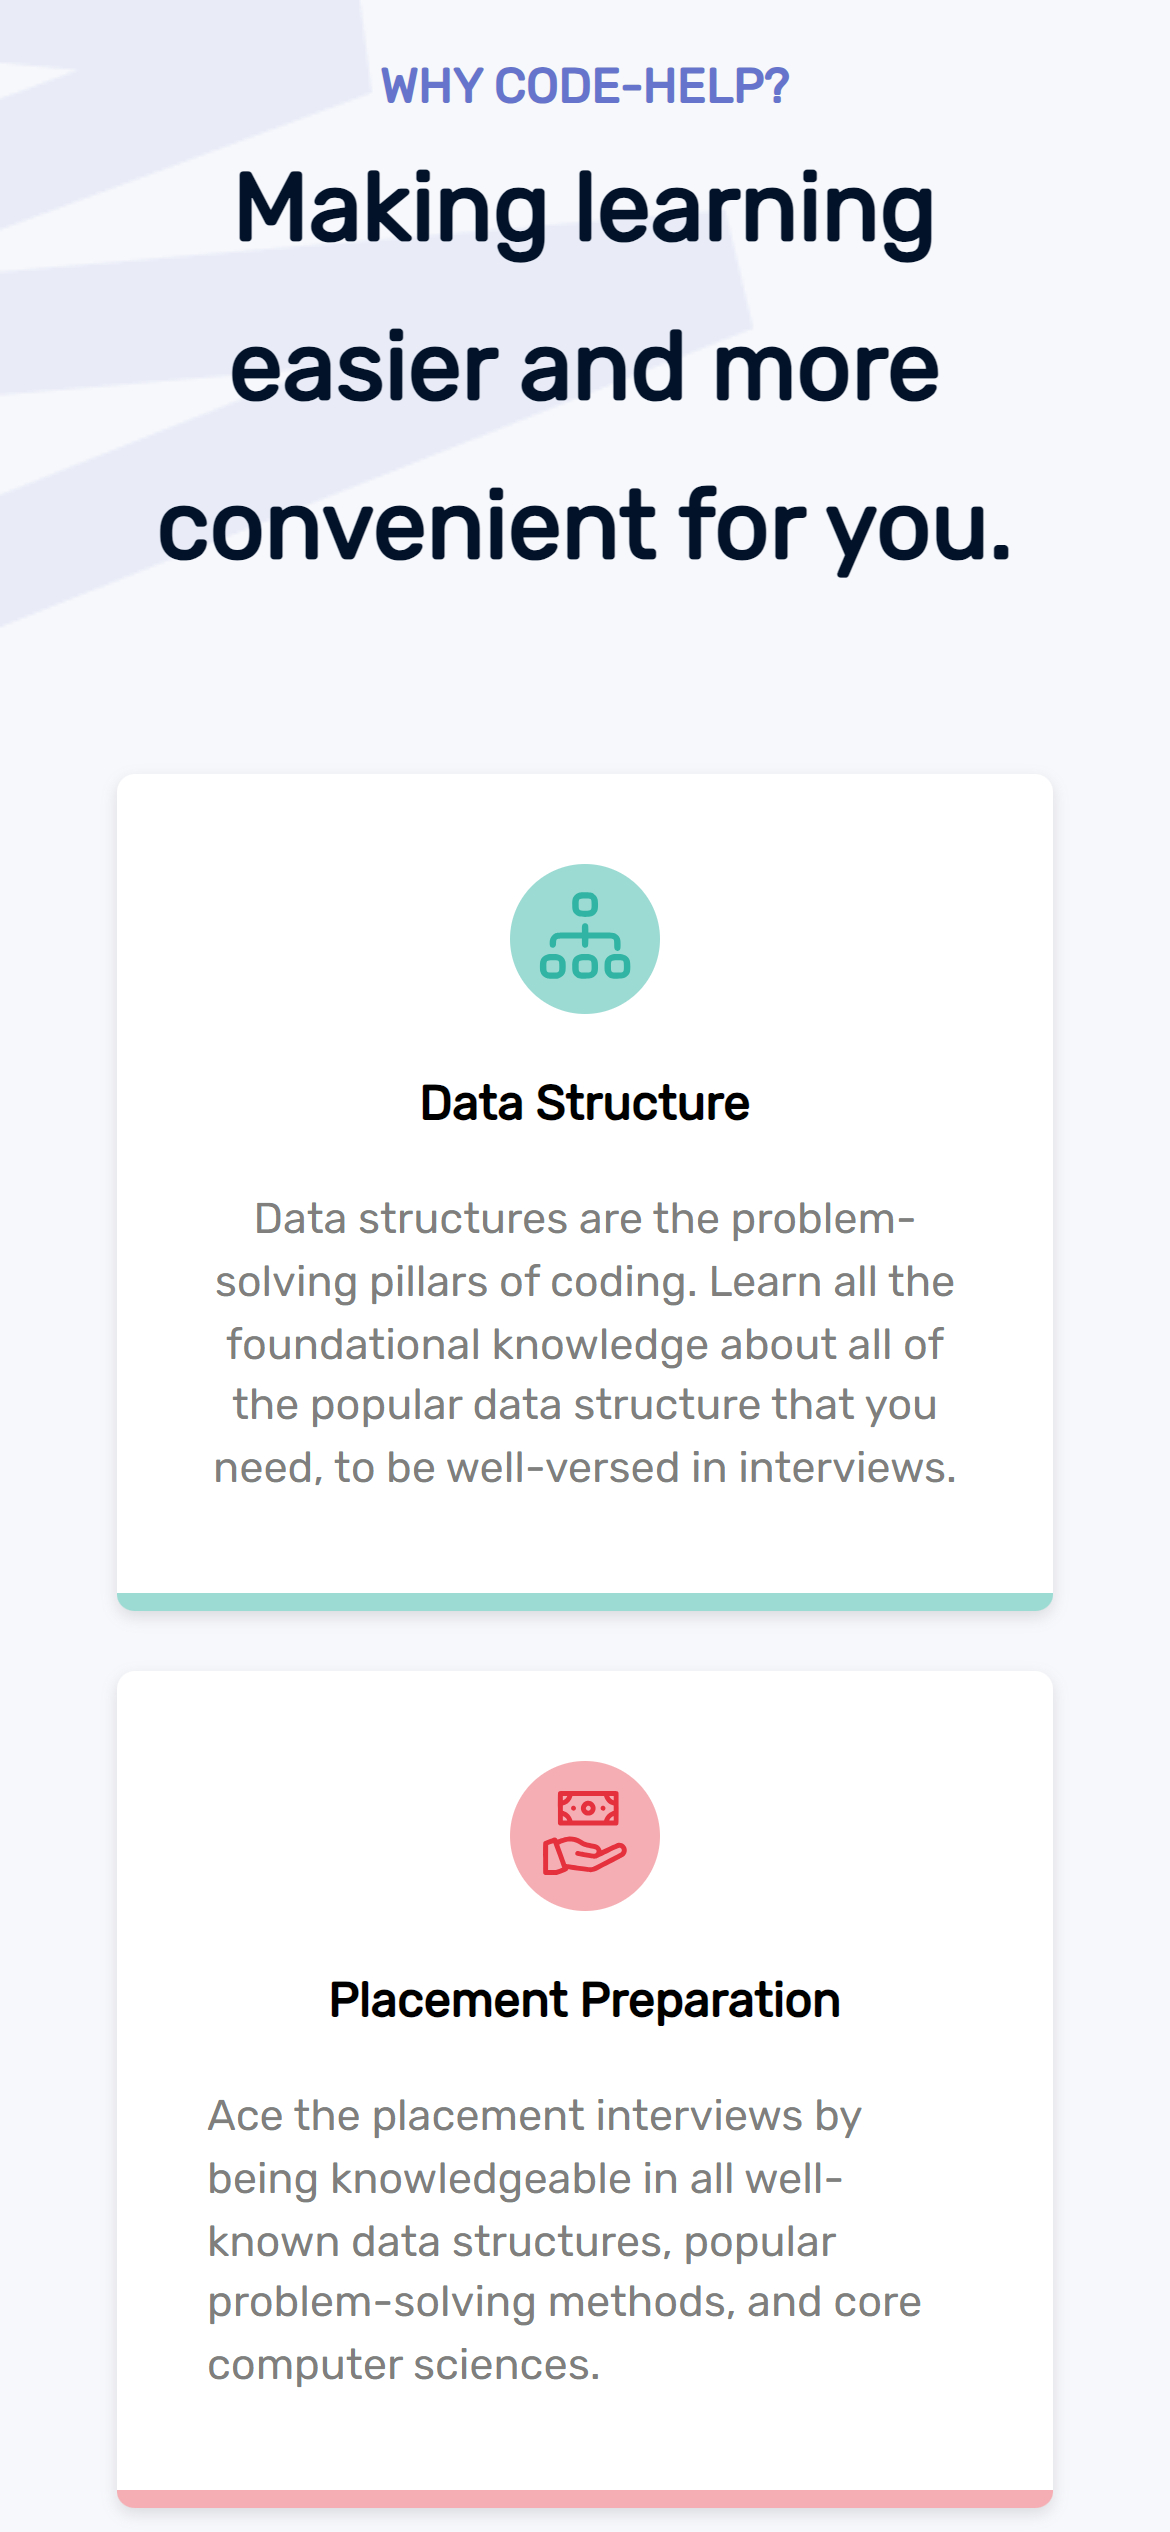 WHY CODE-HELP?
Making learning
easier and more
convenient for you.
Data Structure
Data structures are the problem-
solving pillars of coding. Learn all the
foundational knowledge about all of
the popular data structure that you
need, to be well-versed in interviews.
Placement Preparation
Ace the placement interviews by
being knowledgeable in all well-
known data structures, popular
problem-solving methods, and core
computer sciences.